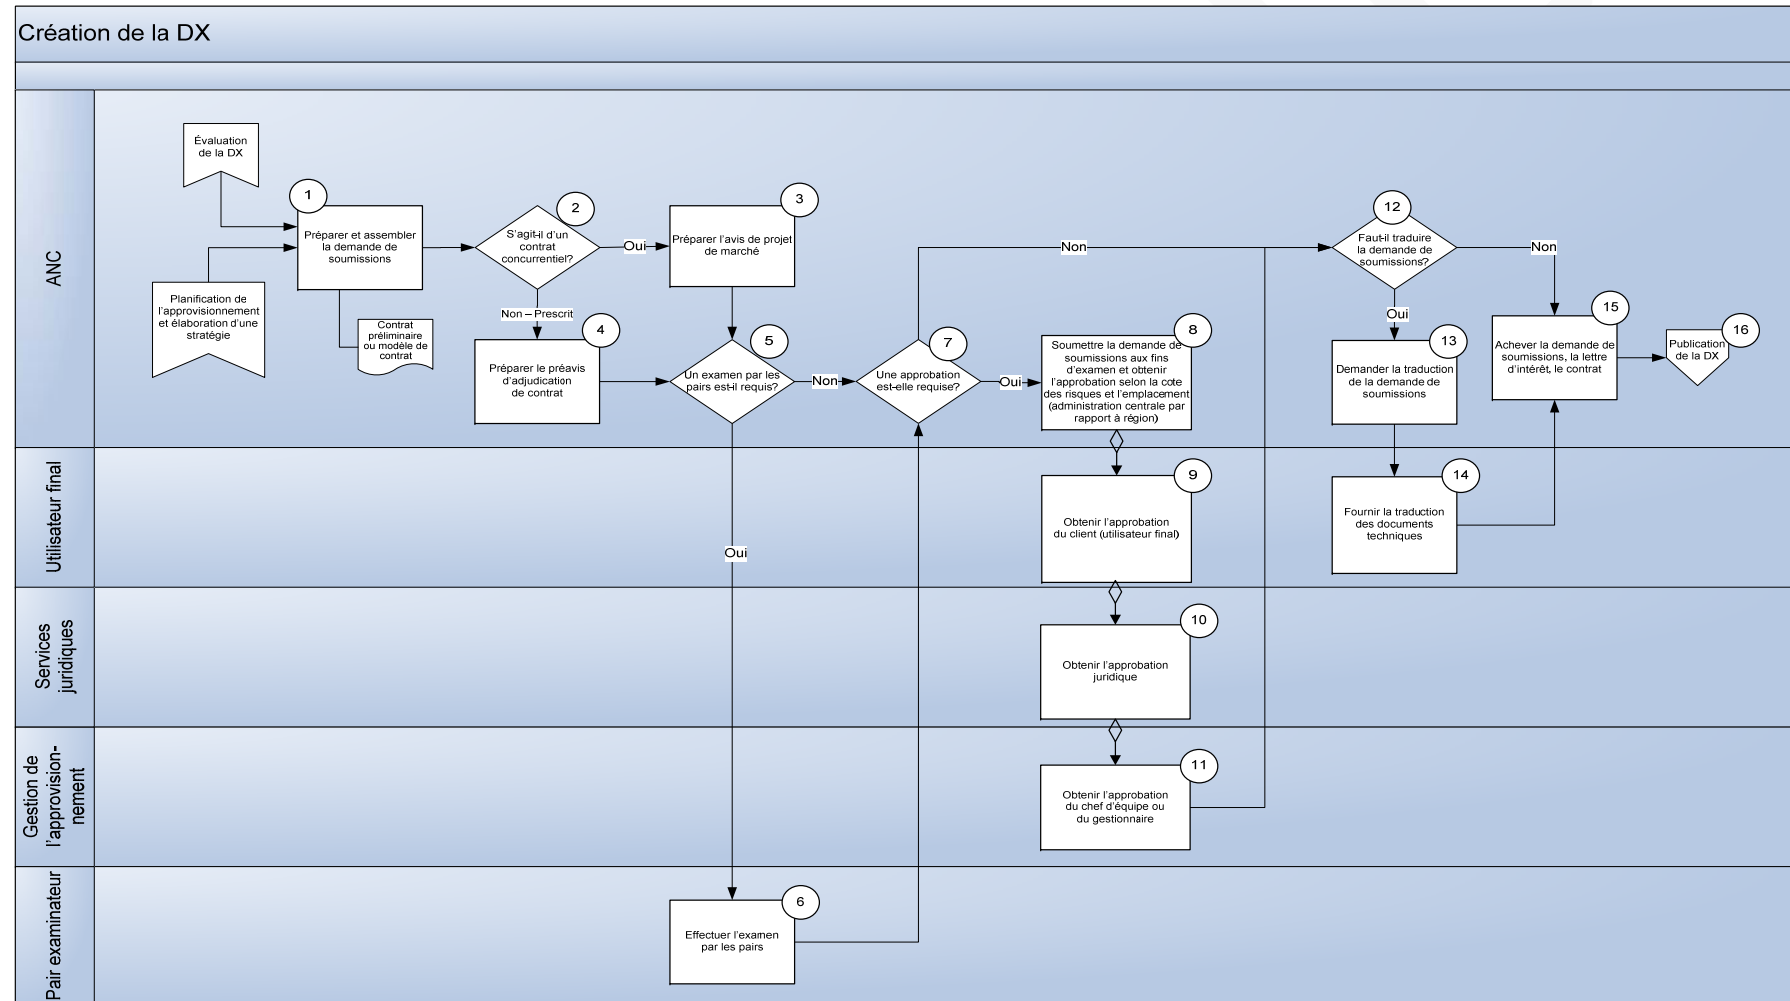 Création de la DX
ANC
Évaluation
de la DX
Planification de
l'approvisionnement
et élaboration d'une
stratégie
1
Préparer et assembler
la demande de
soumissions
Contrat
préliminaire
ou modèle de
contrat
2
S'agit-il d'un
contrat
concurrentiel?
Oui
Non – Prescrit
3
Préparer l'avis de projet
de marché
4
Préparer le préavis
d'adjudication
de contrat
5
Un examen par les
pairs est-il requis?
Non
Oui
7
Une approbation
est-elle requise?
Non
Oui
8
Soumettre la demande de
soumissions aux fins
d'examen et obtenir
l'approbation selon la cote
des risques et l'emplacement
(administration centrale par
rapport à région)
12
Faut-il traduire
la demande de
soumissions?
Non
Oui
13
Demander la traduction
de la demande de
soumissions
15
Achever la demande de
soumissions, la lettre
d'intérêt, le contrat
16
Publication
de la DX
Utilisateur final
9
Obtenir l'approbation
du client (utilisateur final)
14
Fournir la traduction
des documents
techniques
Services
juridiques
10
Obtenir l'approbation
juridique
Gestion de
l'approvision-
nement
11
Obtenir l'approbation
du chef d'équipe ou
du gestionnaire
Pair examinateur
6
Effectuer l'examen
par les pairs